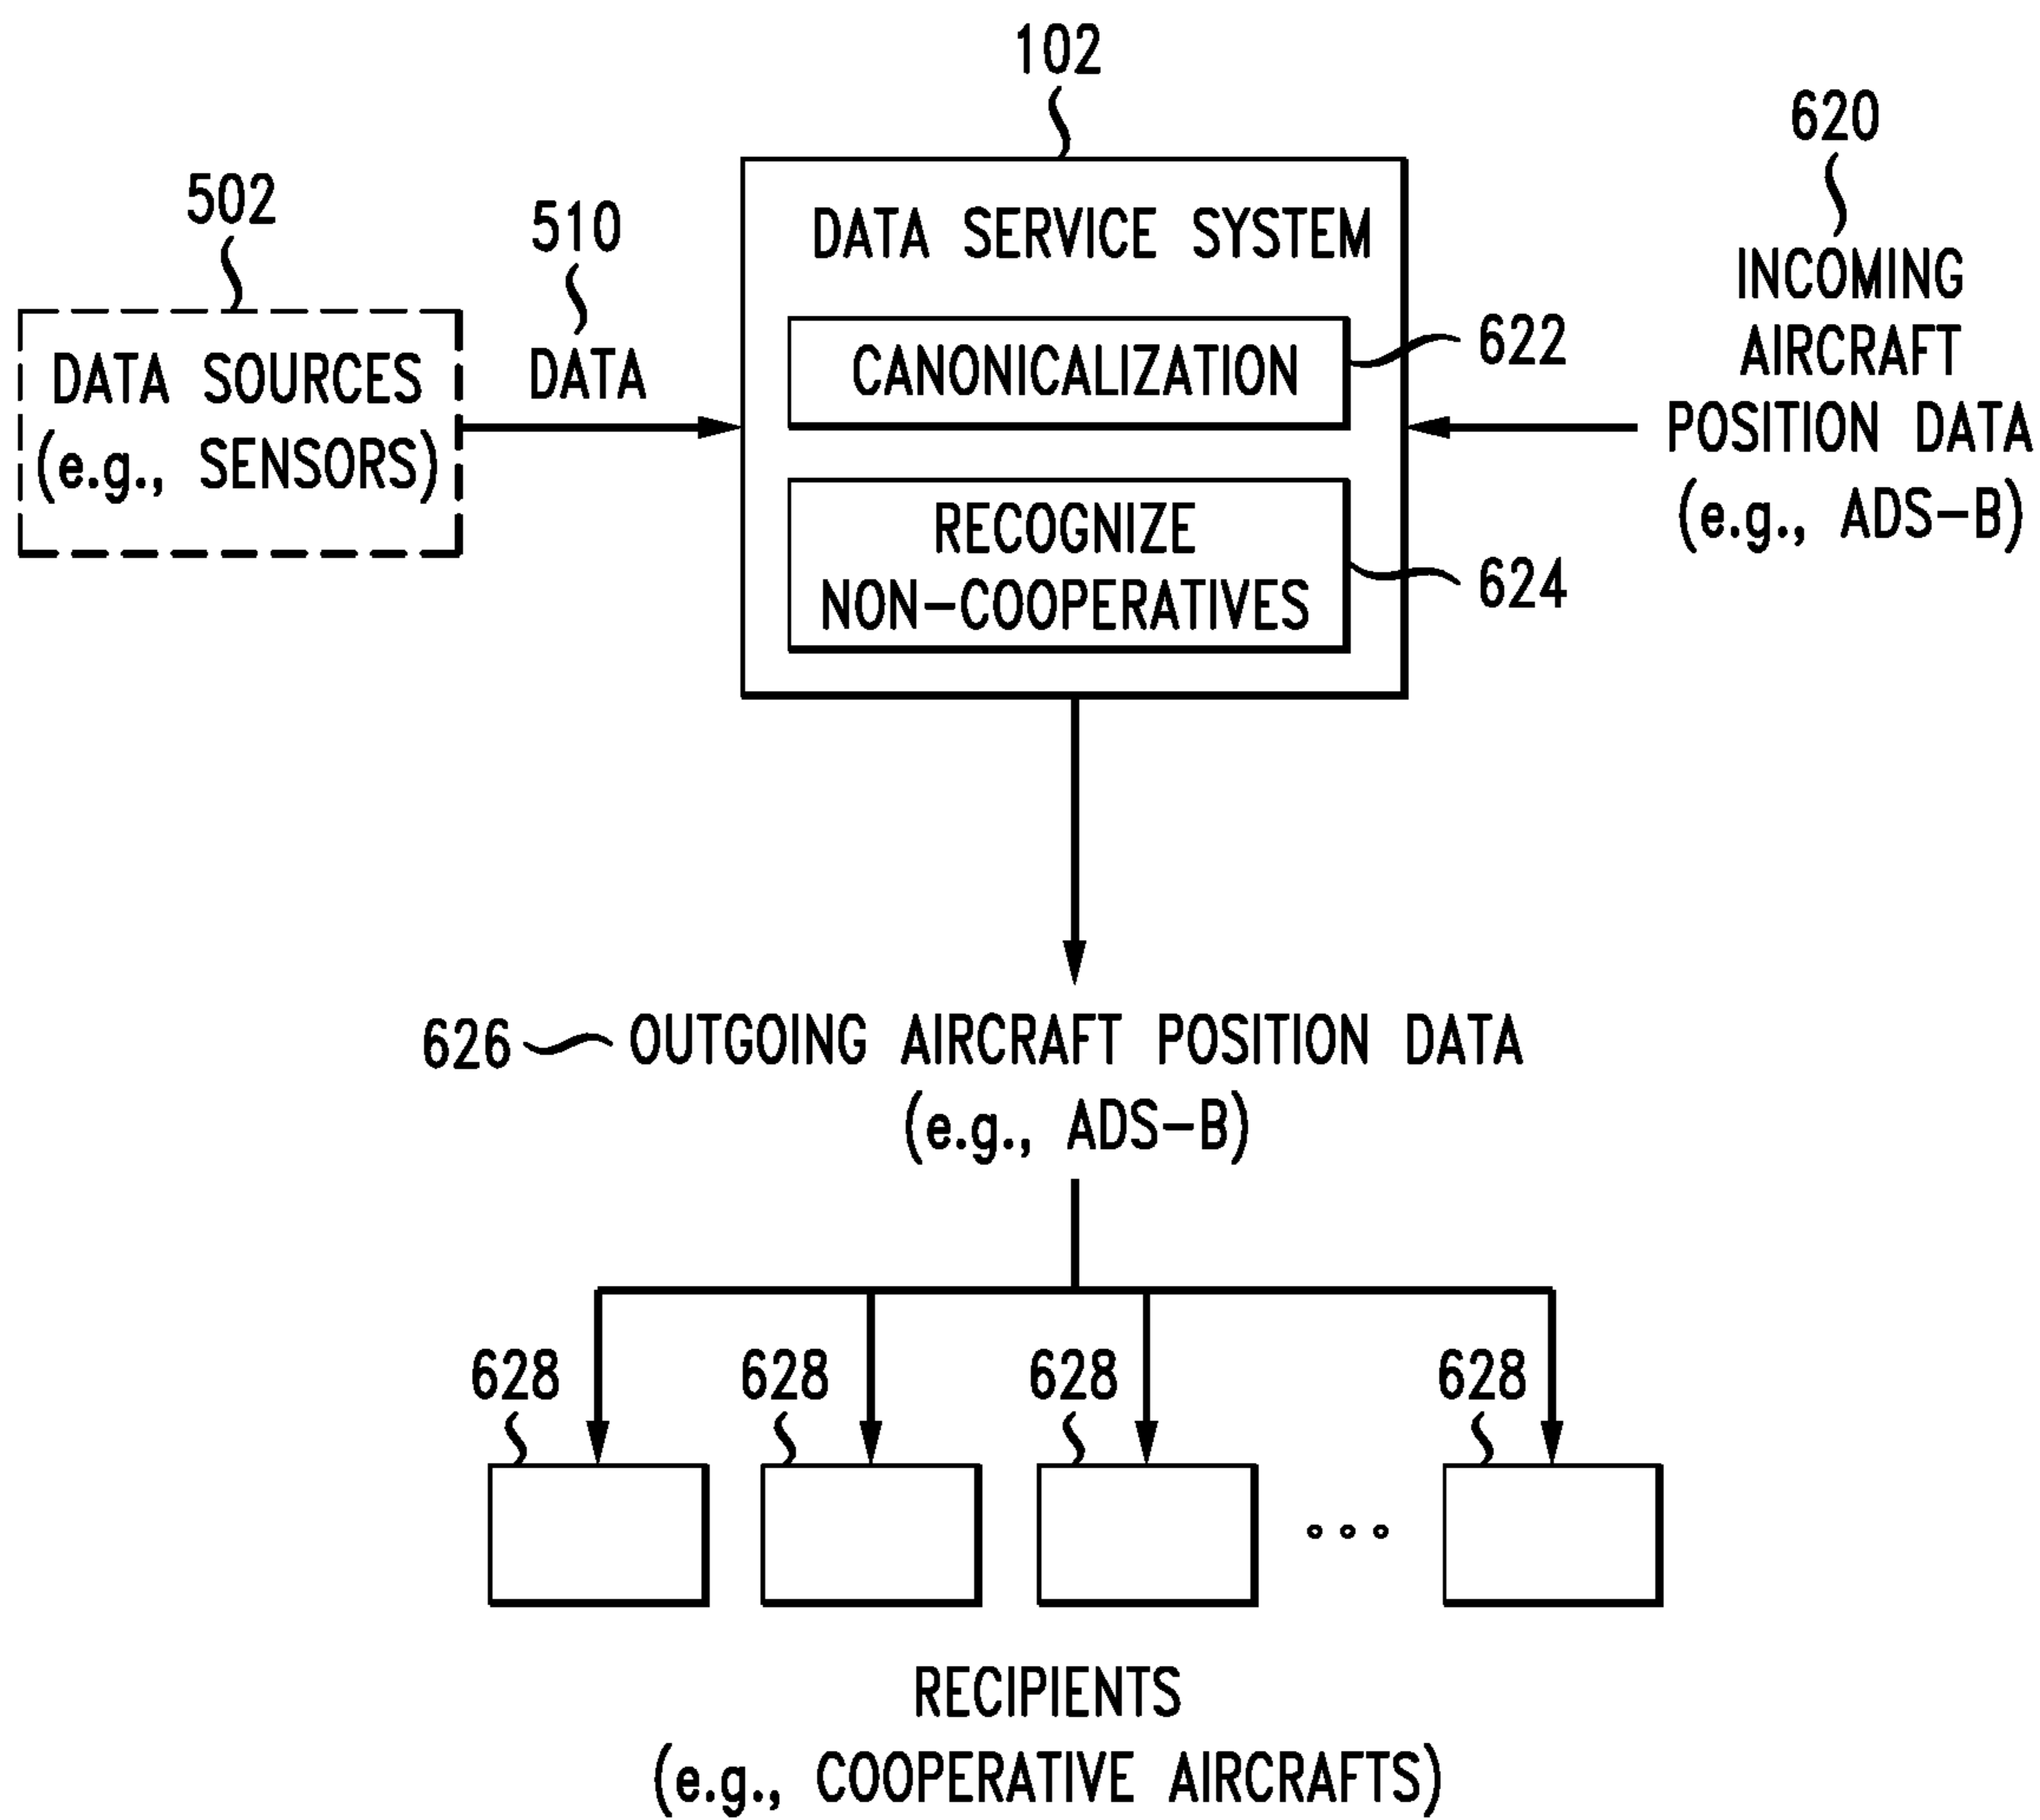 102
620
502
510
DATA SERVICE SYSTEM
INCOMING
AIRCRAFT
POSITION DATA
(e.g., ADS-B)
DATA SOURCES
(e.g., SENSORS)
DATA
CANONICALIZATION
622
RECOGNIZE
NON-COOPERATIVES
624
626 OUTGOING AIRCRAFT POSITION DATA
(e.g., ADS-B)
628 628 628 628
RECIPIENTS
(e.g., COOPERATIVE AIRCRAFTS)